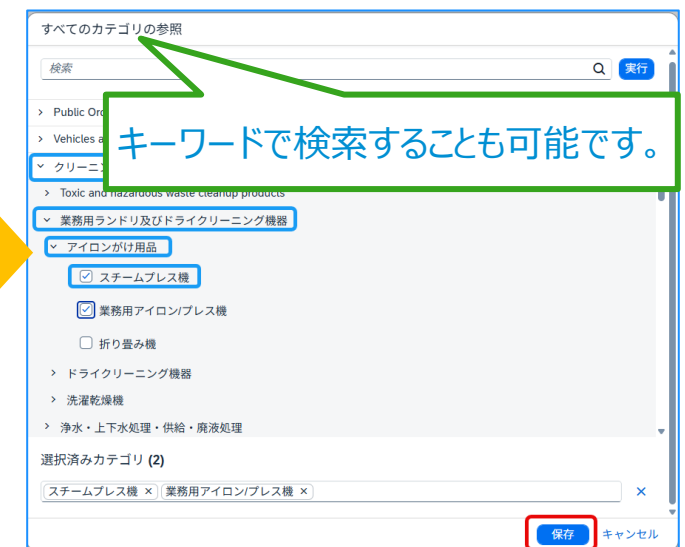 すべてのカテゴリの参照
検索
実行
Public
キーワードで検索することも可能です。
Vehicles
Toxic and hazardous waste cleanup products
業務用ランドリ及びドライクリーニング機器
アイロンがけ用品
スチームプレス機
業務用アイロン/プレス機
折り畳み機
ドライクリーニング機器
洗濯乾燥機
浄水・上下水処理・供給・廃液処理
選択済みカテゴリ (2)
スチームプレス機 × 業務用アイロン/プレス機 ×
保存 キャンセル